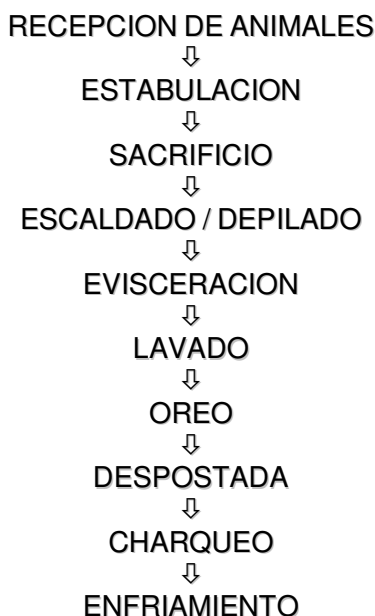 RECEPCION DE ANIMALES
⇩
ESTABULACION
⇩
SACRIFICIO
⇩
ESCALDADO / DEPILADO
⇩
EVISCERACION
⇩
LAVADO
⇩
OREO
⇩
DESPOSTADA
⇩
CHARQUEO
⇩
ENFRIAMIENTO